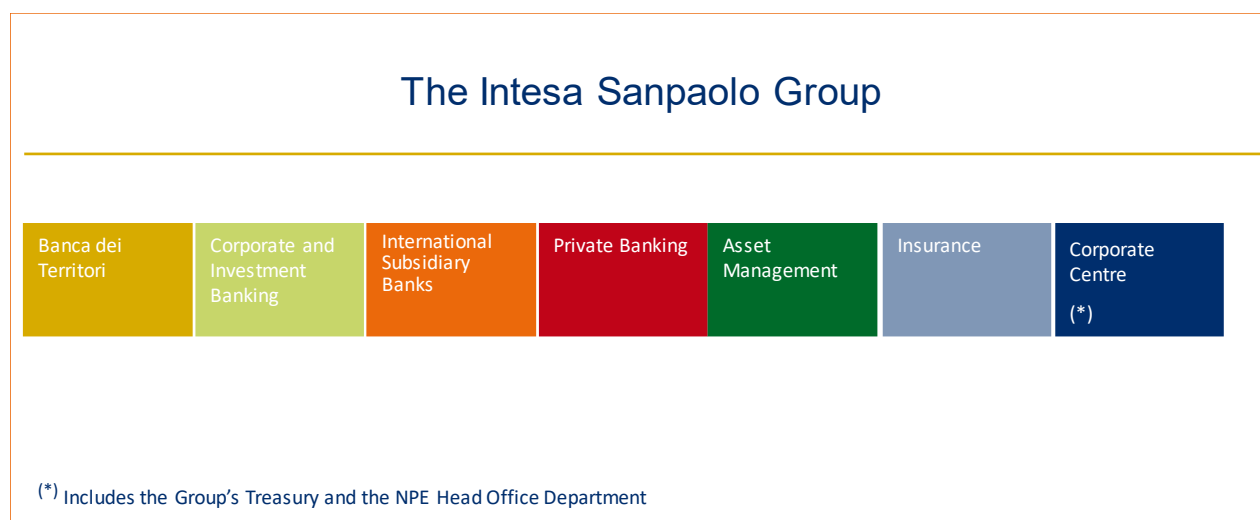 The Intesa Sanpaolo Group
Banca dei
Territori
Corporate and
Investment
Banking
International
Subsidiary
Banks
Private Banking
Asset
Management
Insurance
Corporate
Centre
(*)
(*) Includes the Group’s Treasury and the NPE Head Office Department